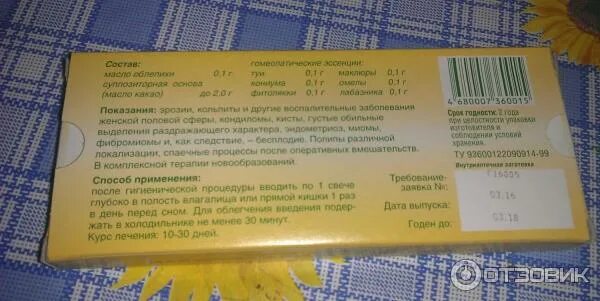 Состав:
масло облепихи 0,1 г
суппозиторная основа
(масло какао) до 2,0 г
гомеопатические эссенции:
туи 0,1 г маклюры 0,1 г
кониума 0,1 г омелы 0,1 г
фитолякки 0,1 г лабазника 0,1 г
Показания: эрозии, кольпиты и другие воспалительные заболевания
женской половой сферы, кондиломы, кисты, густые обильные
выделения раздражающего характера, эндометриоз, миомы,
фибромиомы и, как следствие, – бесплодие. Полипы различной
локализации, спаечные процессы после оперативных вмешательств.
В комплексной терапии новообразований.
Способ применения:
после гигиенической процедуры вводить по 1 свече
глубоко в полость влагалища или прямой кишки 1 раз
в день перед сном. Для облегчения введения подер-
жать в холодильнике не менее 30 минут.
Курс лечения: 10-30 дней.
4 680007 360015
Срок годности: 2 года
при целостности упаковки
изготовителя и
соблюдении условий
хранения.
ТУ 93600122090914-99
Внутриаптечная заготовка
Требование-
заявка №:
Дата выпуска: 03.16
Годен до: 03.18
ОТЗОВИК